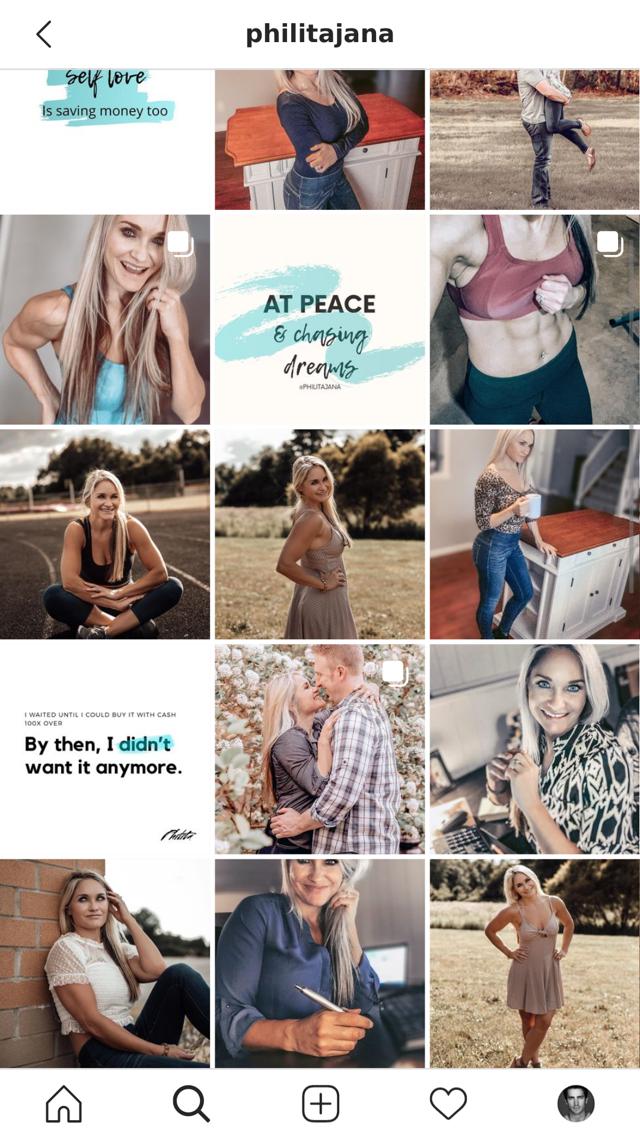 philitajana
self love
Is saving money too
AT PEACE
& chasing
dreams
@PHILITAJANA
I WAITED UNTIL I COULD BUY IT WITH CASH
100X OVER
By then, I didn't
want it anymore.
Philita